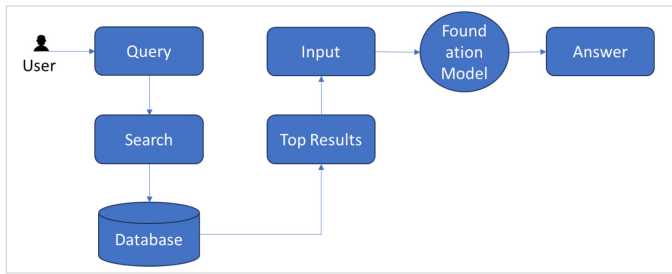 User
Query
Search
Database
Top Results
Input
Found
ation
Model
Answer